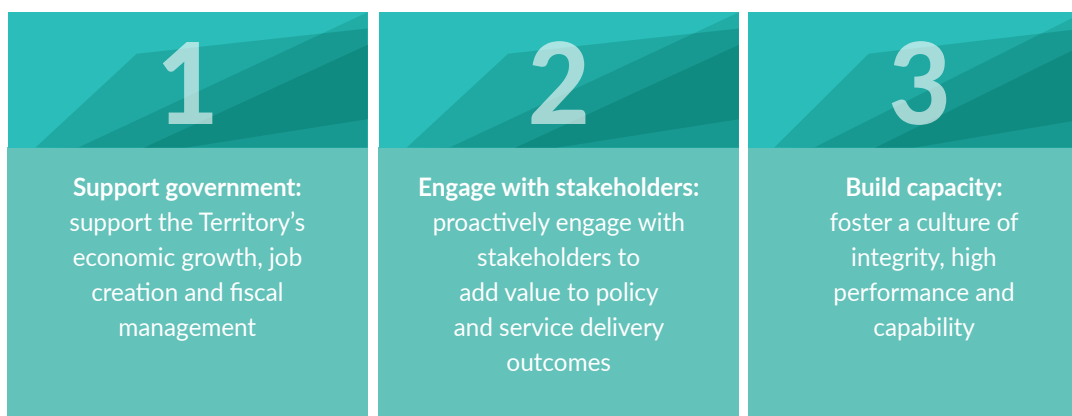 1
Support government:
support the Territory’s
economic growth, job
creation and fiscal
management
2
Engage with stakeholders:
proactively engage with
stakeholders to
add value to policy
and service delivery
outcomes
3
Build capacity:
foster a culture of
integrity, high
performance and
capability